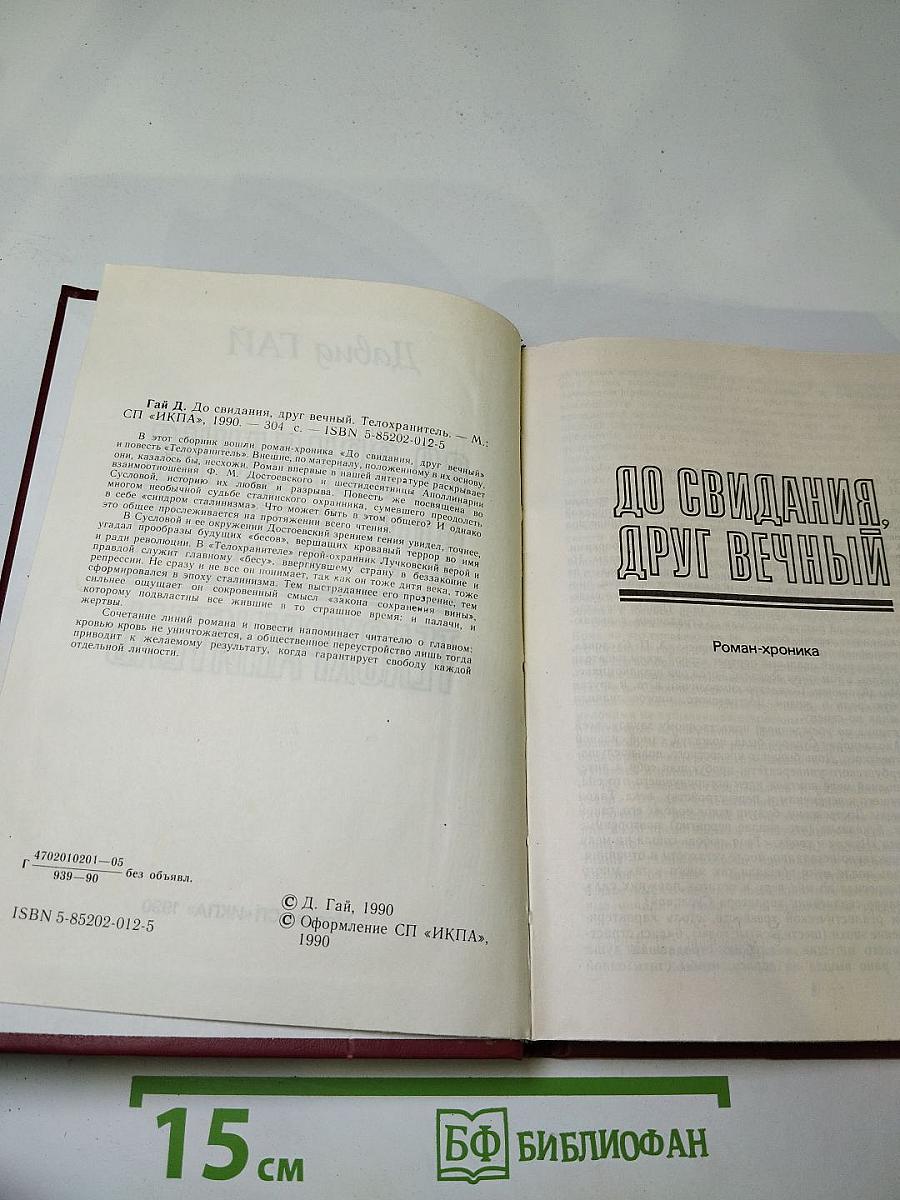 Гай Д. До свидания, друг вечный. Телохранитель. — М.:
СП «ИКПА», 1990. — 304 с. — ISBN 5-85202-012-5
В этот сборник вошли роман-хроника «До свидания, друг вечный»
и повесть «Телохранитель». Внешне, по материалу, положенному в их основу,
они, казалось бы, несхожи. Роман впервые в нашей литературе раскрывает
взаимоотношения Ф. М. Достоевского и шестидесятницы Аполлинарии
Сусловой, историю их любви и разрыва. Повесть же посвящена во
многом необычной судьбе сталинского охранника, сумевшего преодолеть
в себе «синдром сталинизма». Что может быть в этом общего? И однако
это общее прослеживается на протяжении всего чтения.
В Сусловой и ее окружении Достоевский зрением гения увидел, точнее,
угадал прообразы будущих «бесов», вершащих кровавый террор во имя
и ради революции. В «Телохранителе» герой-охранник Лучковский верой и
правдой служит главному «бесу», ввергнувшему страну в беззаконие и
репрессии. Не сразу и не все он понимает, так как он тоже дитя века, тоже
сформировался в эпоху сталинизма. Тем выстраданнее его прозрение, тем
сильнее ощущает он сокровенный смысл «закона сохранения вины»,
которому подвластны все жившие в то страшное время: и палачи, и
жертвы.
Сочетание линий романа и повести напоминает читателю о главном:
кровью кровь не уничтожается, а общественное переустройство лишь тогда
приводит к желаемому результату, когда гарантирует свободу каждой
отдельной личности.
Г 4702010201—05
939—90 без объявл.
ISBN 5-85202-012-5
© Д. Гай, 1990
© Оформление СП «ИКПА»,
1990
ДО СВИДАНИЯ,
ДРУГ ВЕЧНЫЙ
Роман-хроника
15 см
БФ БИБЛИОФАН